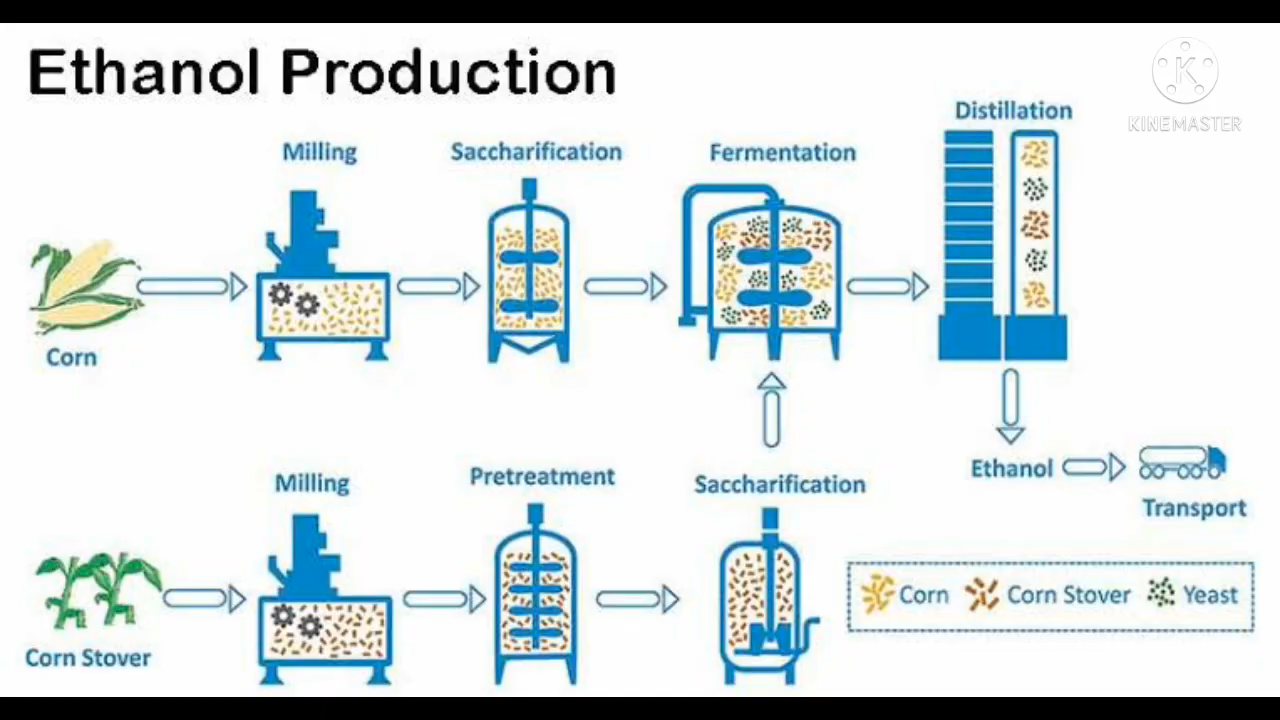 Ethanol Production
K
KINEMASTER
Distillation
Milling
Saccharification
Fermentation
Corn
Ethanol
Transport
Milling
Pretreatment
Saccharification
Corn Stover
Corn Corn Stover Yeast